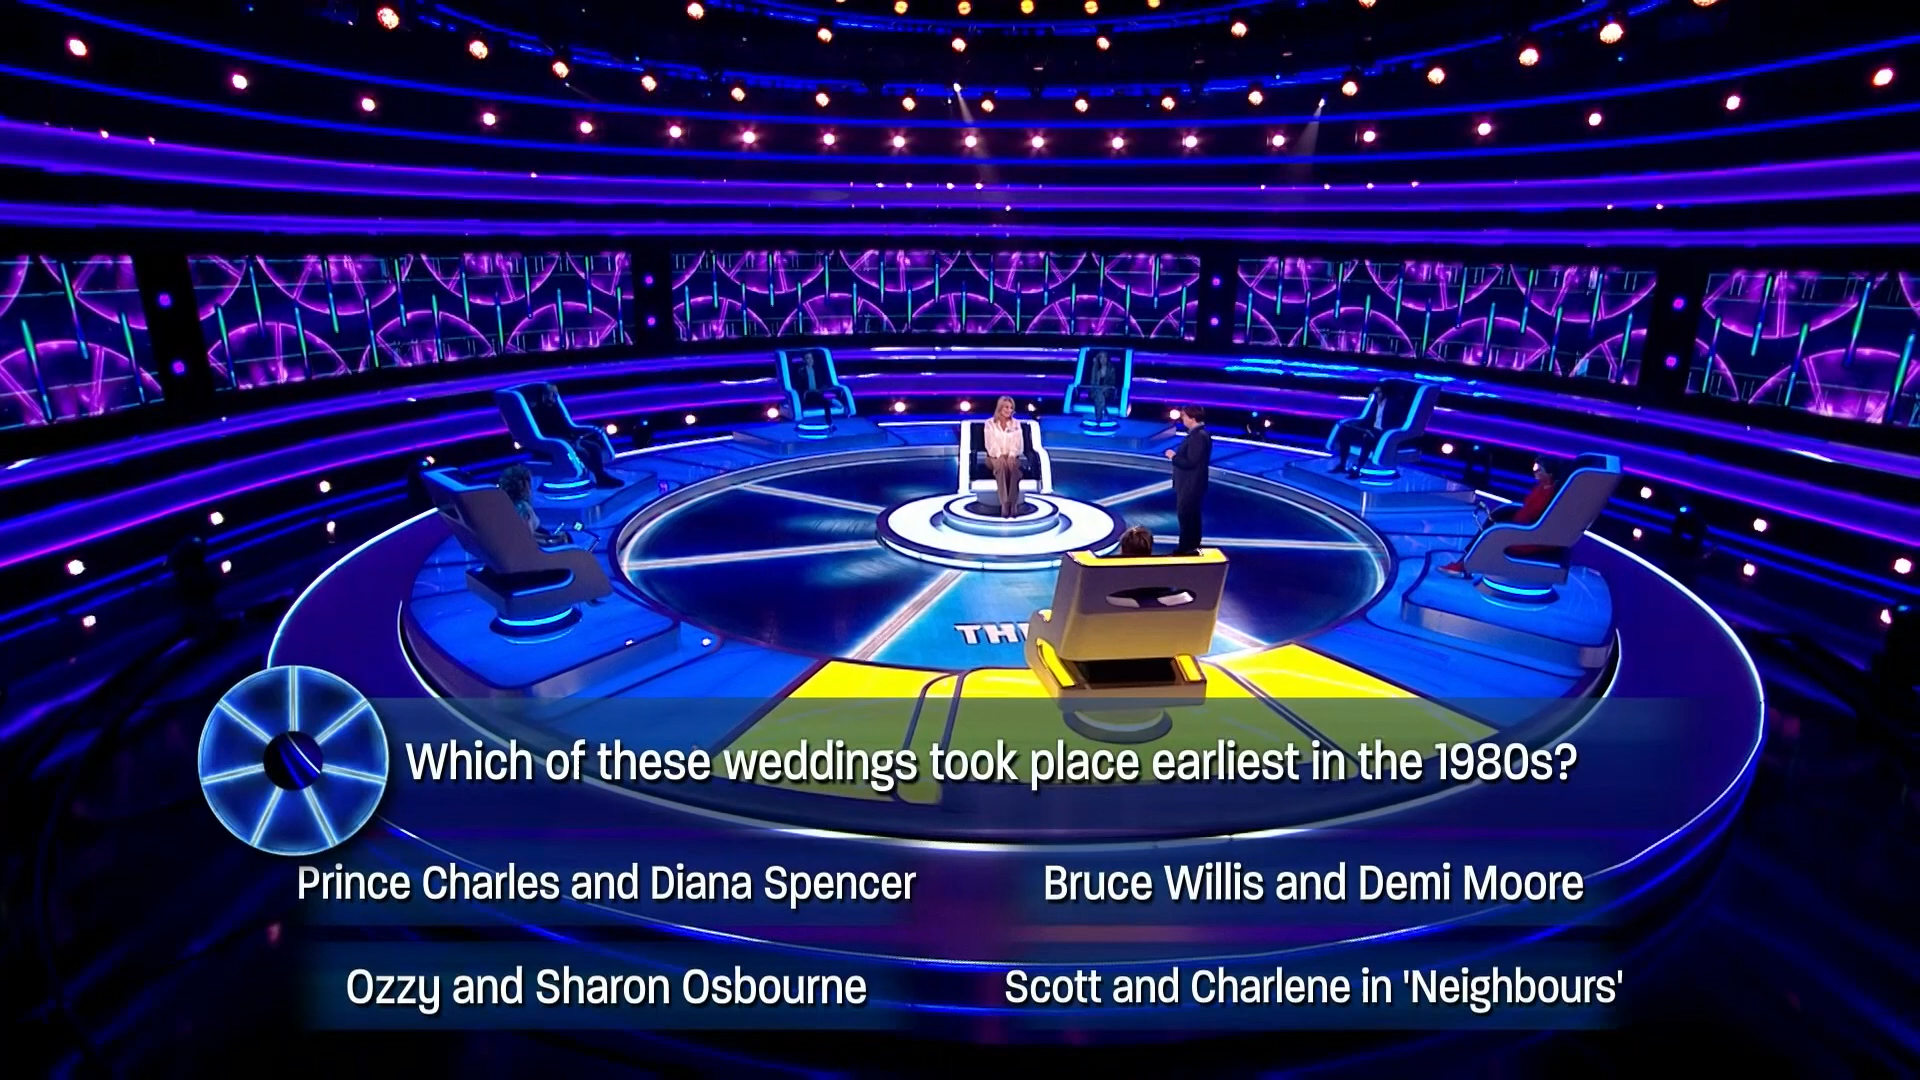 TH
Which of these weddings took place earliest in the 1980s?
Prince Charles and Diana Spencer
Bruce Willis and Demi Moore
Ozzy and Sharon Osbourne
Scott and Charlene in 'Neighbours'